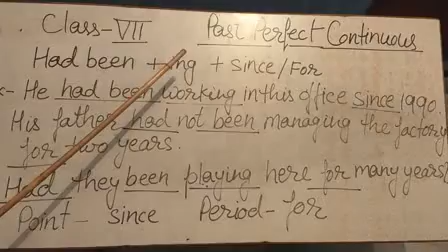 Class-VII Past Perfect Continuous
Had been + ing + since/For
- He had been working in this office since 1990.
His father had not been managing the factory
for two years.
Had they been playing here for many years?
Point - since Period - for